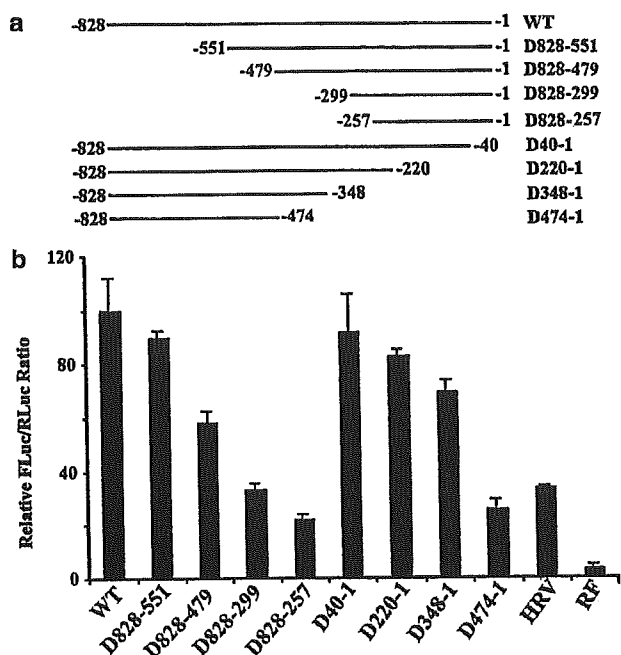 a
-828 -1 WT
-551 -1 D828-551
-479 -1 D828-479
-299 -1 D828-299
-257 -1 D828-257
-828 -40 D40-1
-828 -220 D220-1
-828 -348 D348-1
-828 -474 D474-1
b
Relative FLuc/RLuc Ratio
120
80
40
0
WT D828-551 D828-479 D828-299 D828-257 D40-1 D220-1 D348-1 D474-1 HRV RF